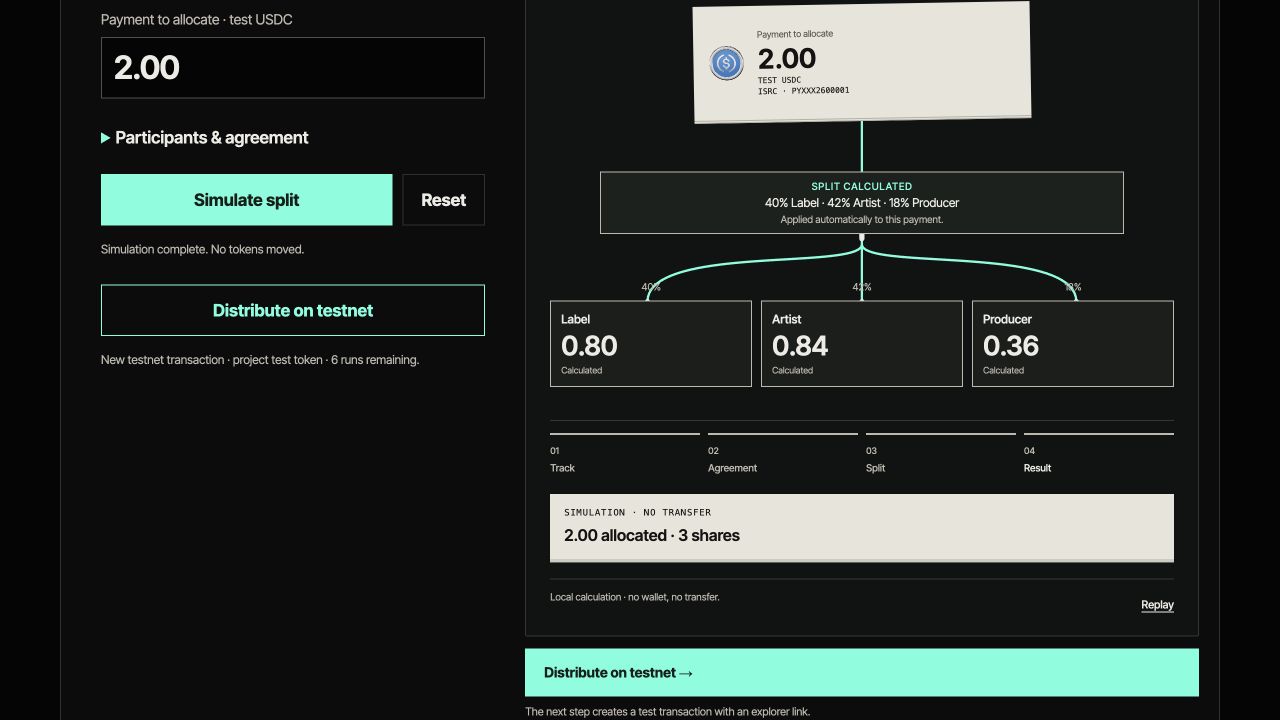 Payment to allocate · test USDC
2.00
Participants & agreement
Simulate split
Reset
Simulation complete. No tokens moved.
Distribute on testnet
New testnet transaction · project test token · 6 runs remaining.
Payment to allocate
2.00
TEST USDC
ISRC · PYXXX2600001
SPLIT CALCULATED
40% Label · 42% Artist · 18% Producer
Applied automatically to this payment.
40%
42%
18%
Label
0.80
Calculated
Artist
0.84
Calculated
Producer
0.36
Calculated
01
Track
02
Agreement
03
Split
04
Result
SIMULATION · NO TRANSFER
2.00 allocated · 3 shares
Local calculation · no wallet, no transfer.
Replay
Distribute on testnet →
The next step creates a test transaction with an explorer link.